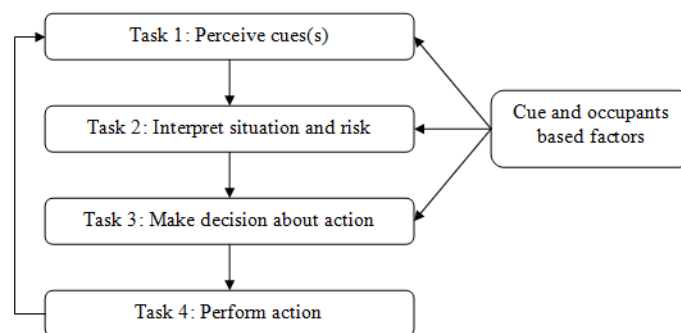 Task 1: Perceive cues(s)
Task 2: Interpret situation and risk
Cue and occupants
based factors
Task 3: Make decision about action
Task 4: Perform action